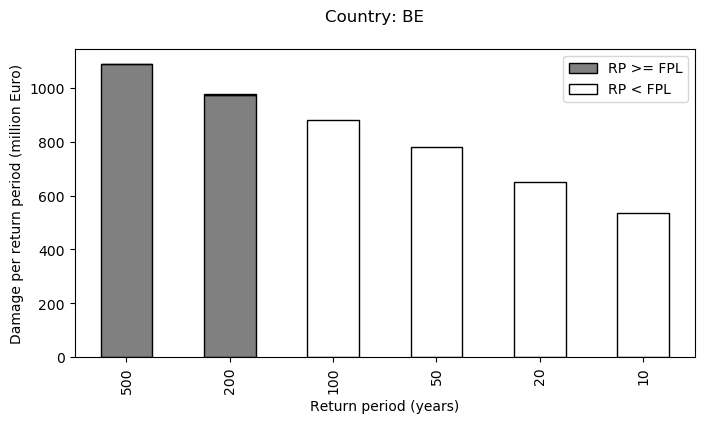 Country: BE
RP >= FPL
RP < FPL
Damage per return period (million Euro)
1000
800
600
400
200
0
500
200
100
50
20
10
Return period (years)